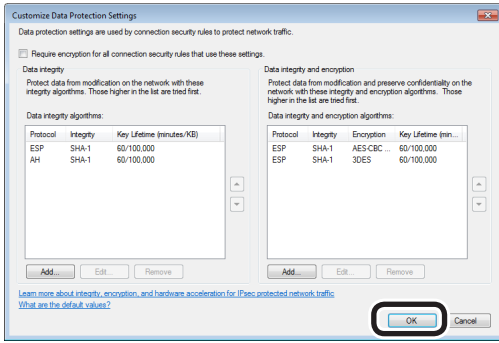 Customize Data Protection Settings
Data protection settings are used by connection security rules to protect network traffic.
Require encryption for all connection security rules that use these settings.
Data integrity
Protect data from modification on the network with these
integrity algorithms. Those higher in the list are tried first.
Data integrity algorithms:
Protocol Integrity Key Lifetime (minutes/KB)
ESP SHA-1 60/100,000
AH SHA-1 60/100,000
Add... Edit... Remove
Data integrity and encryption
Protect data from modification and preserve confidentiality on the
network with these integrity and encryption algorithms. Those
higher in the list are tried first.
Data integrity and encryption algorithms:
Protocol Integrity Encryption Key Lifetime (min...
ESP SHA-1 AES-CBC ... 60/100,000
ESP SHA-1 3DES 60/100,000
Add... Edit... Remove
Learn more about integrity, encryption, and hardware acceleration for IPsec protected network traffic
What are the default values?
OK Cancel